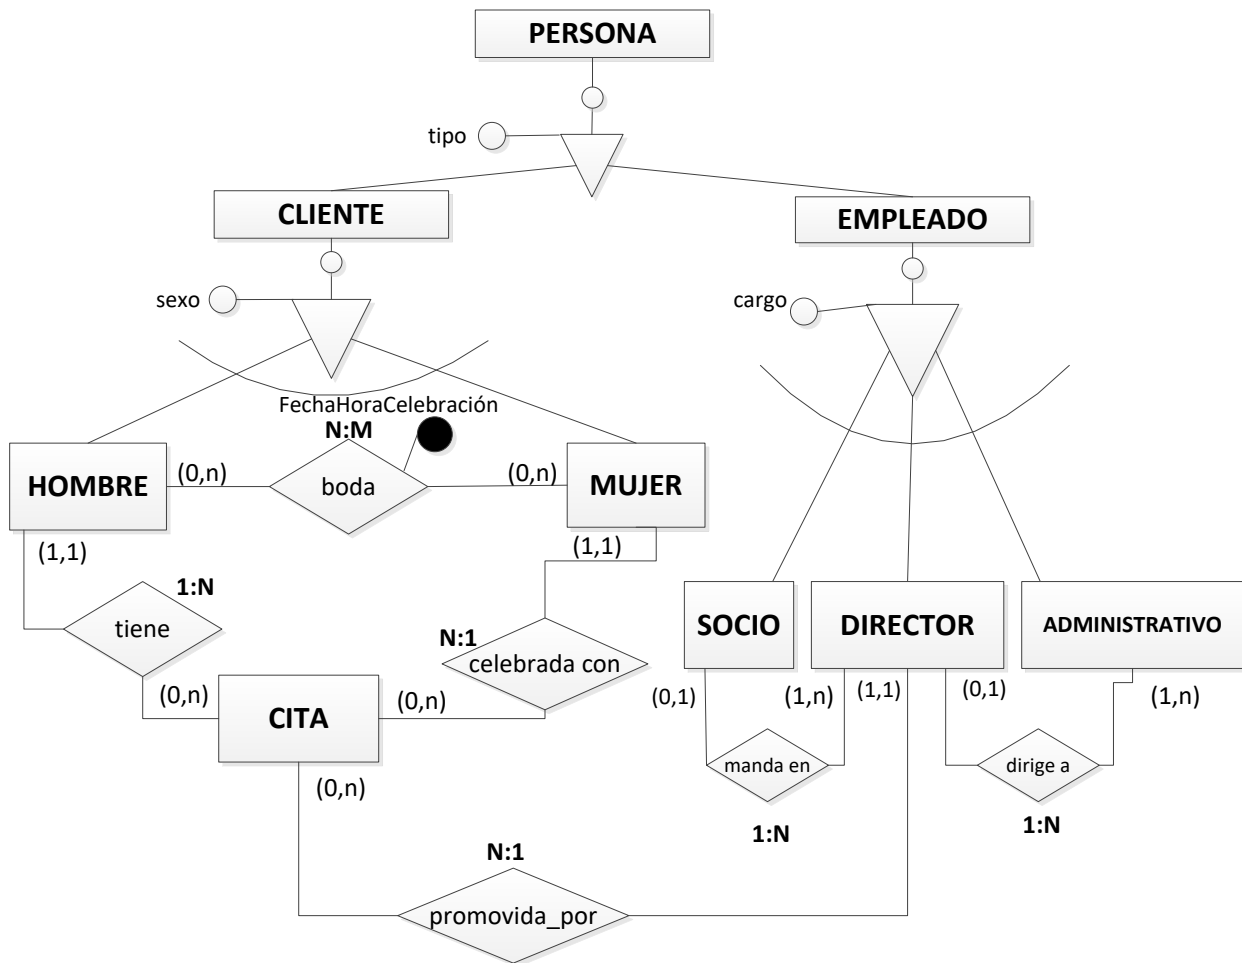 PERSONA
tipo
CLIENTE
EMPLEADO
sexo
cargo
FechaHoraCelebración
N:M
HOMBRE
(0,n)
boda
(0,n)
MUJER
(1,1)
(1,1)
1:N
tiene
N:1
celebrada con
SOCIO
DIRECTOR
ADMINISTRATIVO
(0,n)
CITA
(0,n)
(0,1)
(1,n)
(1,1)
(0,1)
(1,n)
(0,n)
manda en
dirige a
1:N
1:N
N:1
promovida_por